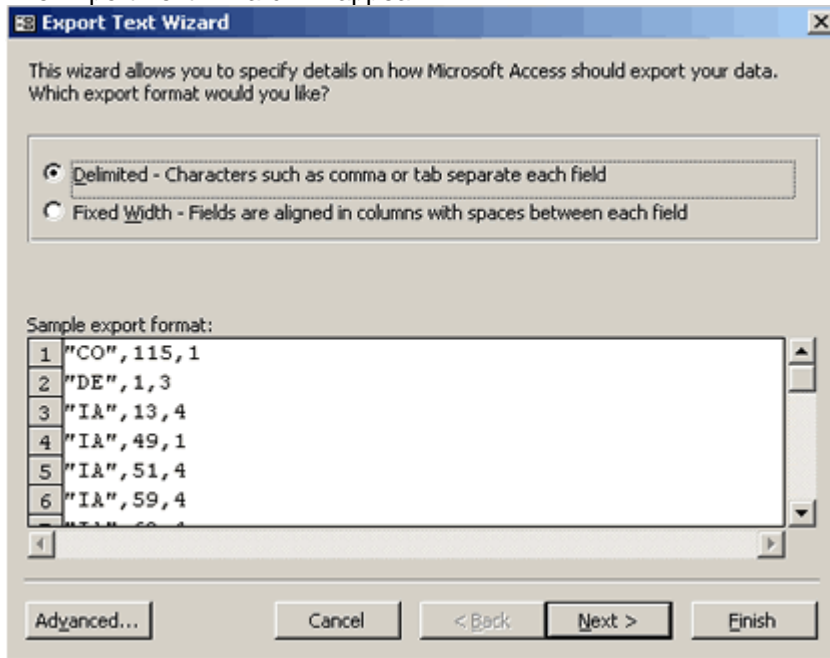 Export Text Wizard
This wizard allows you to specify details on how Microsoft Access should export your data.
Which export format would you like?
Delimited - Characters such as comma or tab separate each field
Fixed Width - Fields are aligned in columns with spaces between each field
Sample export format:
1 "CO",115,1
2 "DE",1,3
3 "IA",13,4
4 "IA",49,1
5 "IA",51,4
6 "IA",59,4
Advanced... Cancel < Back Next > Finish